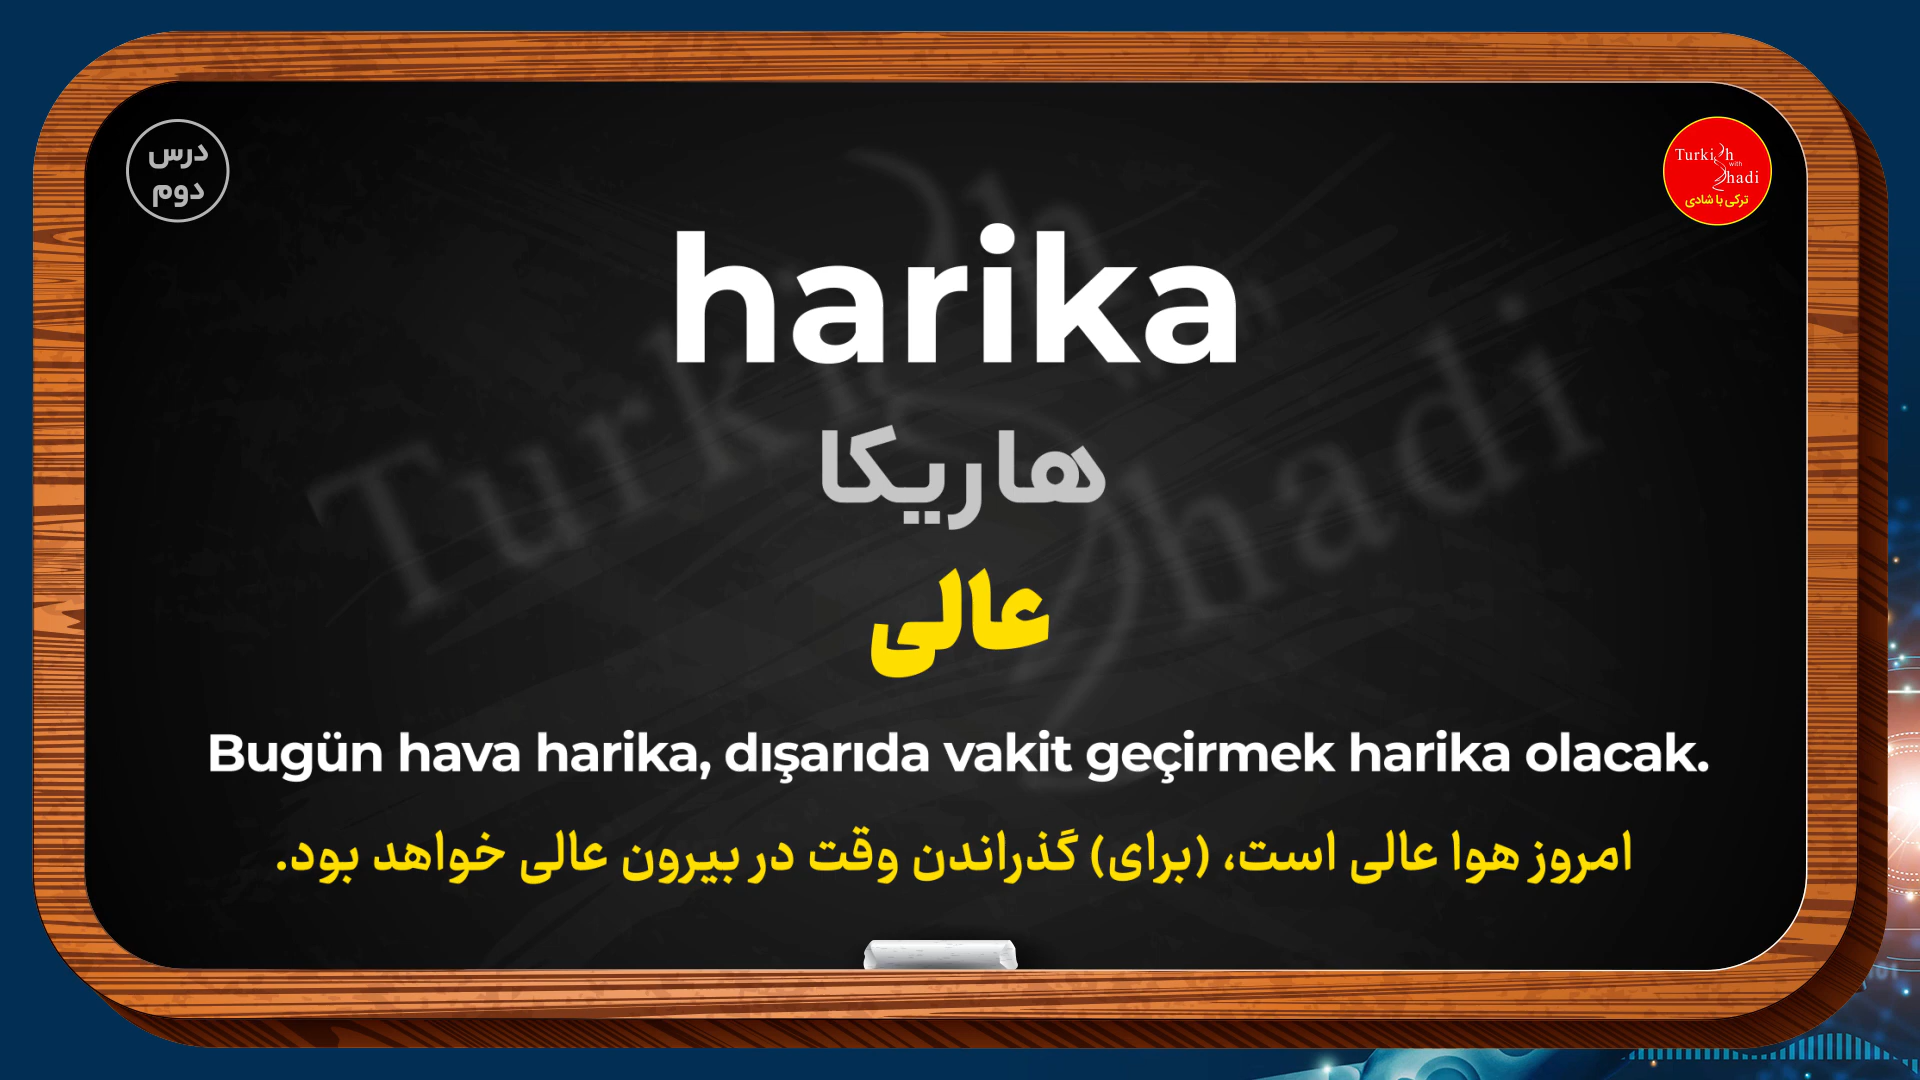 درس
دوم
Turkish
with
Shadi
ترکی با شادی
harika
هاریکا
عالی
Bugün hava harika, dışarıda vakit geçirmek harika olacak.
امروز هوا عالی است، (برای) گذراندن وقت در بیرون عالی خواهد بود.